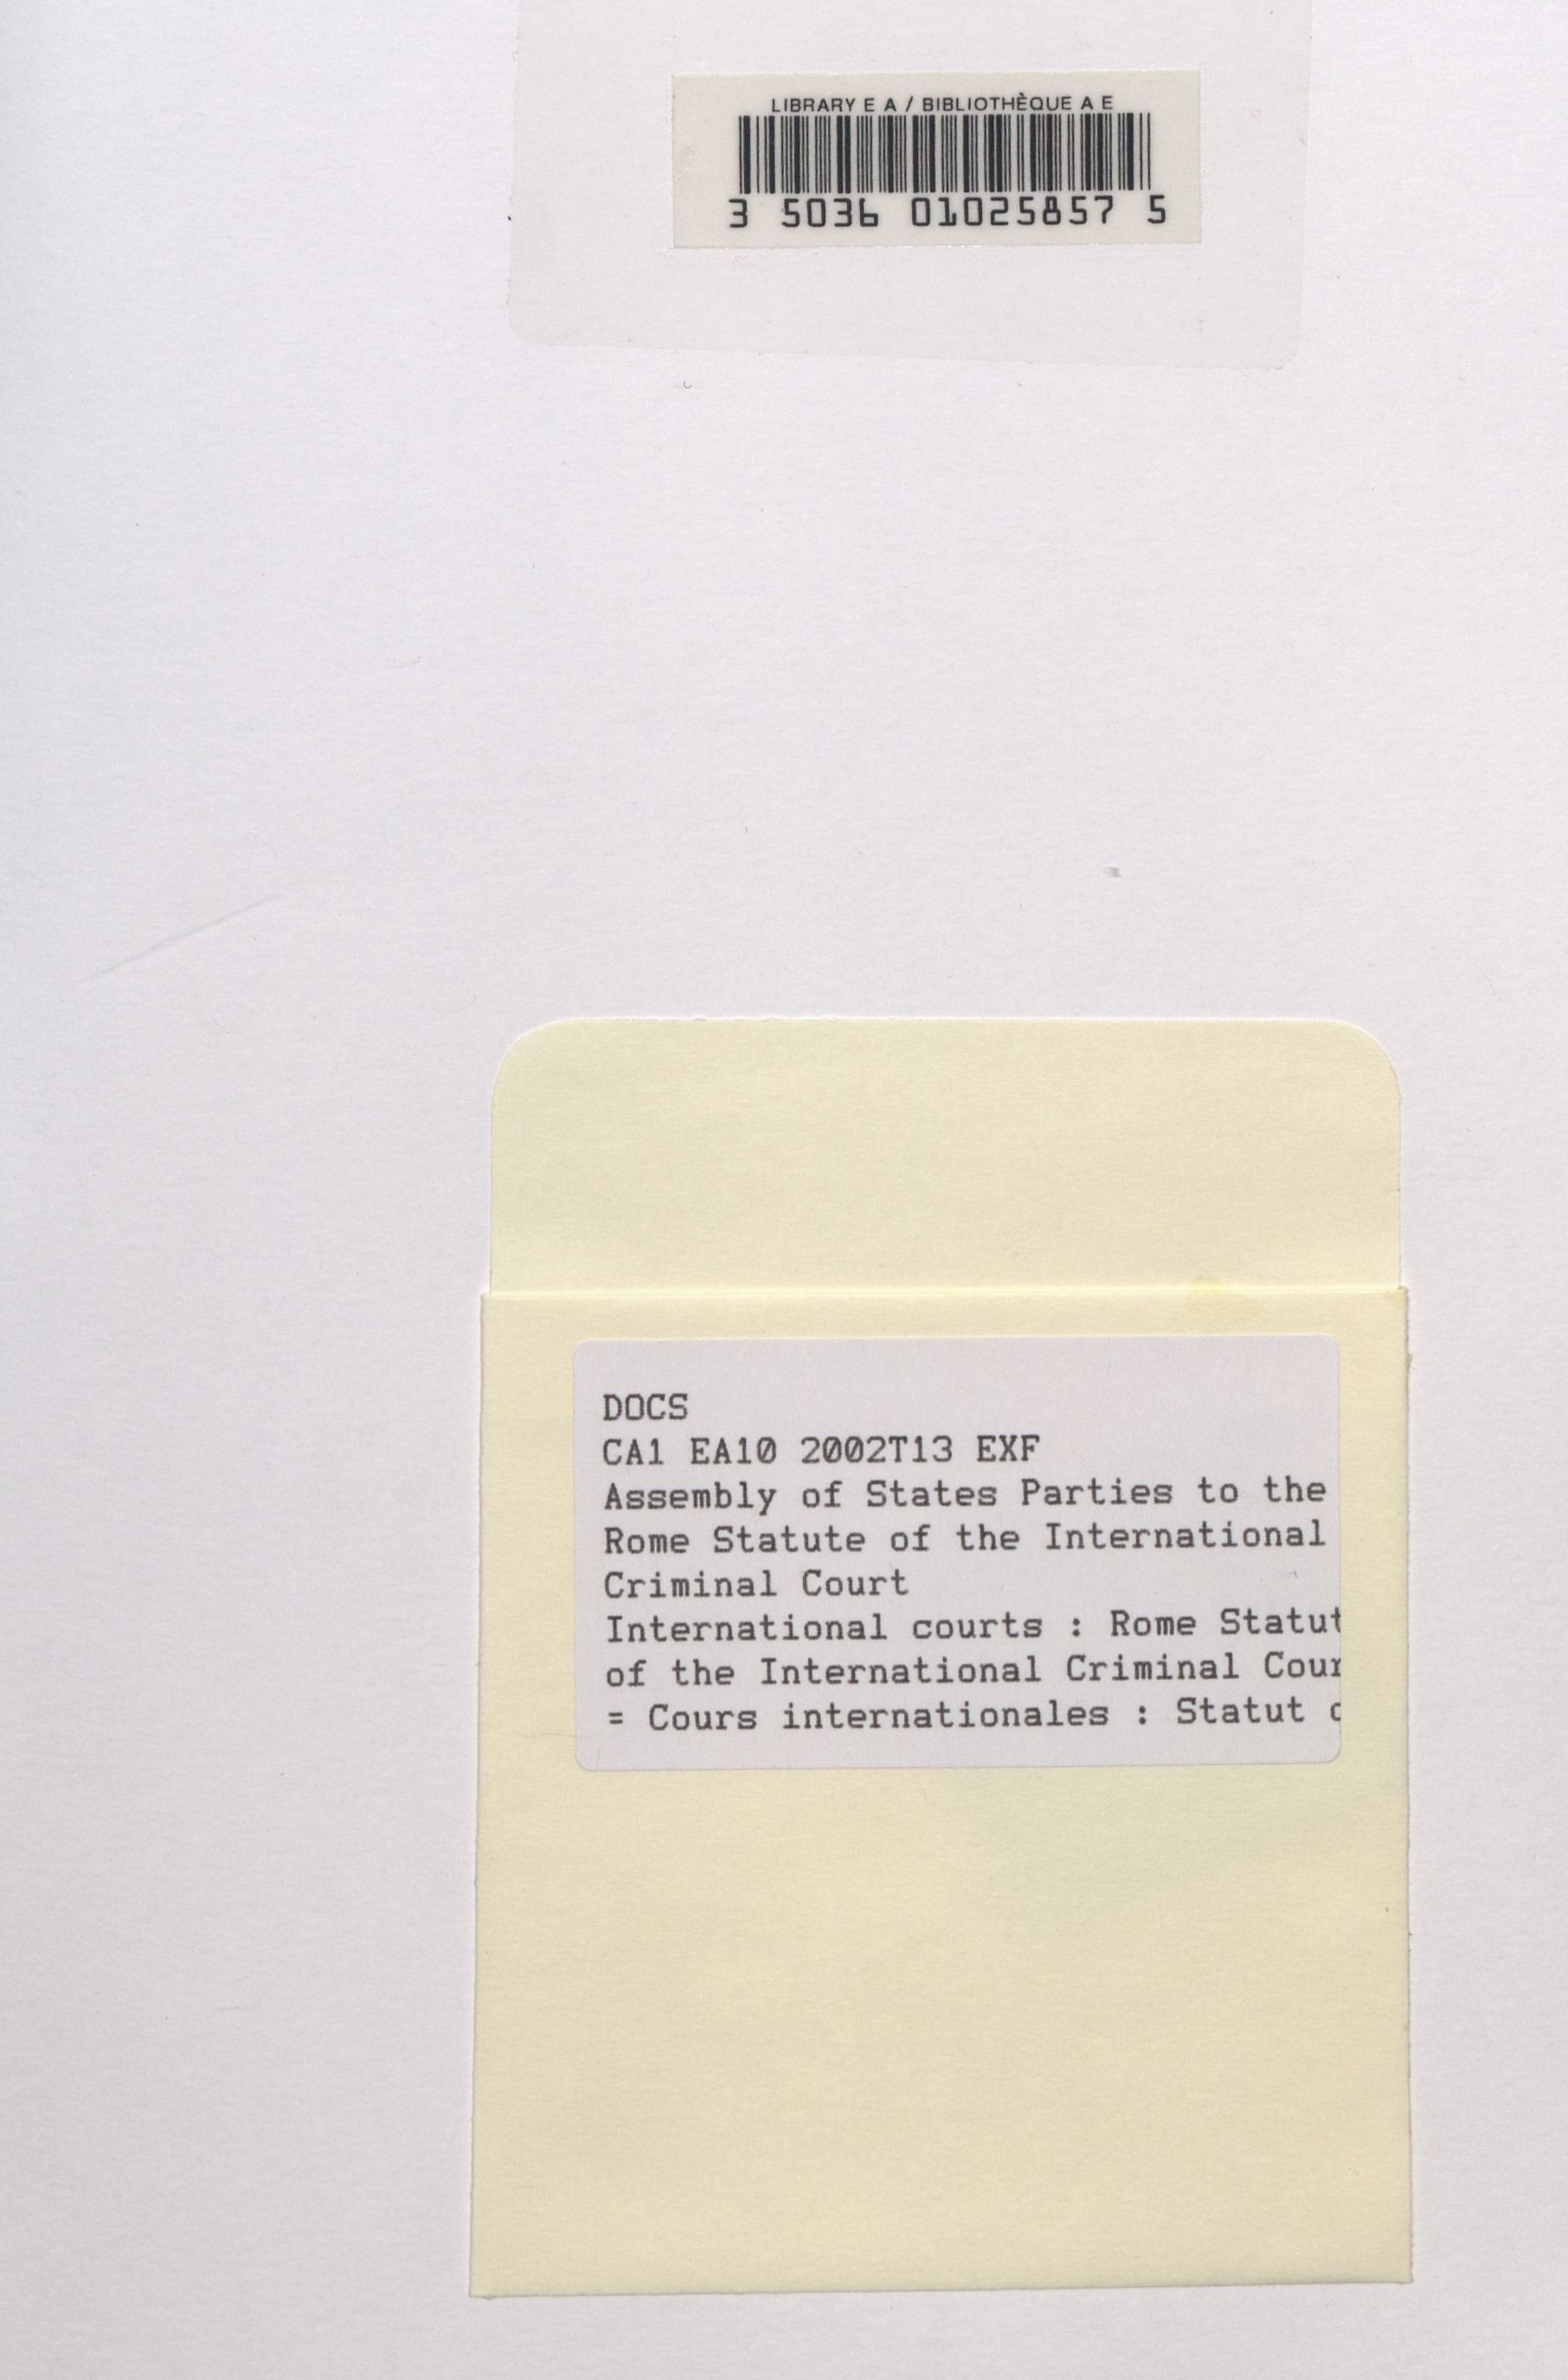 LIBRARY E A / BIBLIOTHÈQUE A E
3 5036 01025857 5
DOCS
CA1 EA10 2002T13 EXF
Assembly of States Parties to the
Rome Statute of the International
Criminal Court
International courts : Rome Statut
of the International Criminal Cour
= Cours internationales : Statut